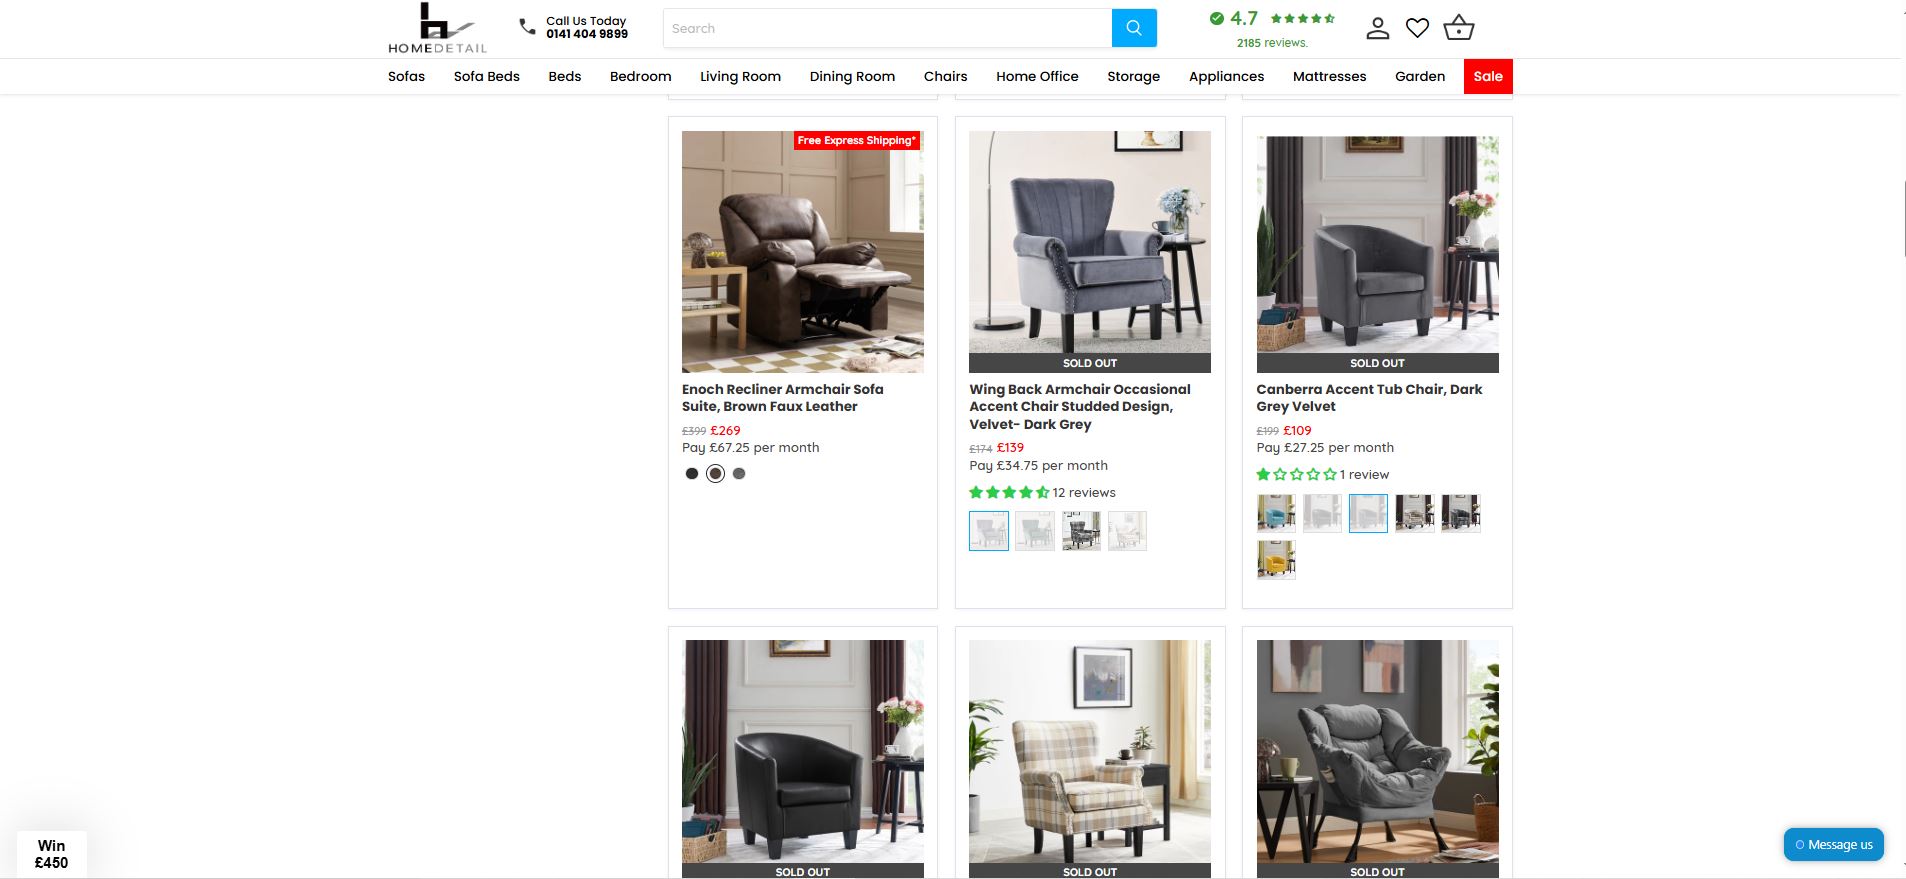 HOMEDETAIL
Call Us Today
0141 404 9899
Search
4.7
2185 reviews.
Sofas Sofa Beds Beds Bedroom Living Room Dining Room Chairs Home Office Storage Appliances Mattresses Garden Sale
Free Express Shipping*
Enoch Recliner Armchair Sofa
Suite, Brown Faux Leather
£399 £269
Pay £67.25 per month
SOLD OUT
Wing Back Armchair Occasional
Accent Chair Studded Design,
Velvet- Dark Grey
£174 £139
Pay £34.75 per month
12 reviews
SOLD OUT
Canberra Accent Tub Chair, Dark
Grey Velvet
£199 £109
Pay £27.25 per month
1 review
SOLD OUT
SOLD OUT
SOLD OUT
Win
£450
Message us